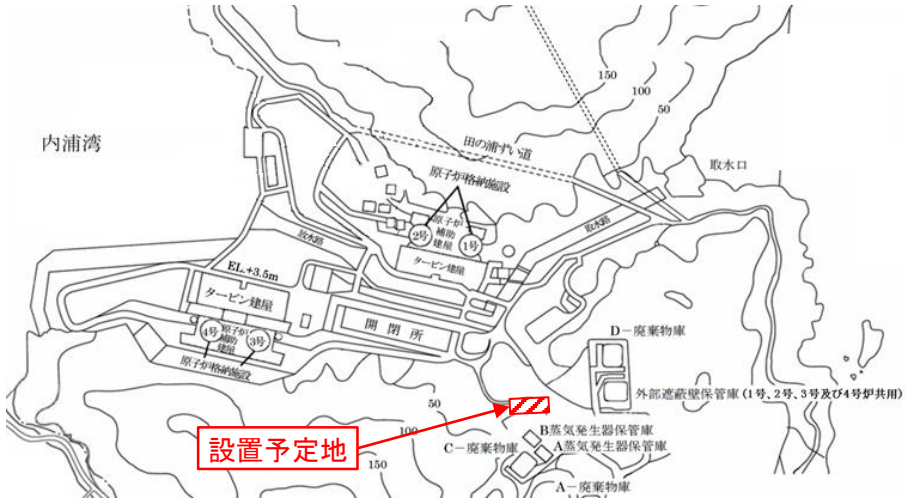 150
100
50
内浦湾
田の浦ずい道
取水口
原子炉格納施設
原子炉
補助
建屋
2号
1号
放水路
取水路
タービン建屋
EL.+3.5m
タービン建屋
開閉所
4号
原子炉
補助
建屋
3号
原子炉格納施設
D-廃棄物庫
外部遮蔽壁保管庫(1号、2号、3号及び4号炉共用)
50
100
150
設置予定地
B蒸気発生器保管庫
A蒸気発生器保管庫
C-廃棄物庫
A-廃棄物庫